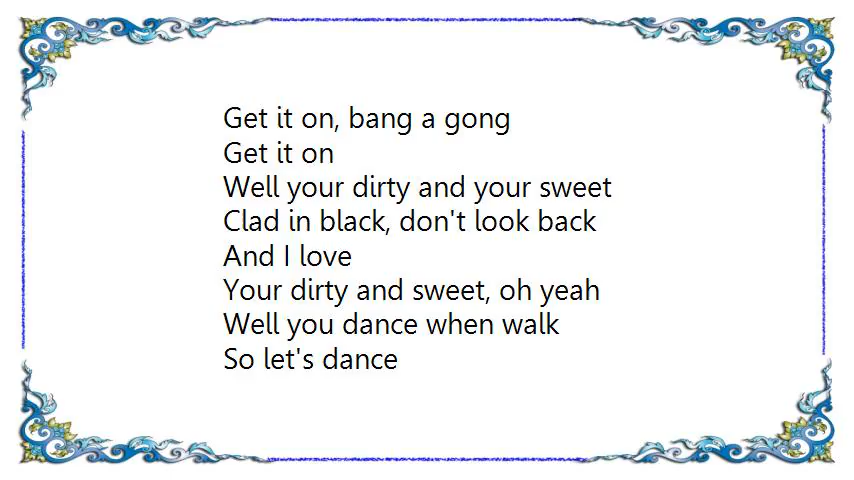 Get it on, bang a gong
Get it on
Well your dirty and your sweet
Clad in black, don't look back
And I love
Your dirty and sweet, oh yeah
Well you dance when walk
So let's dance